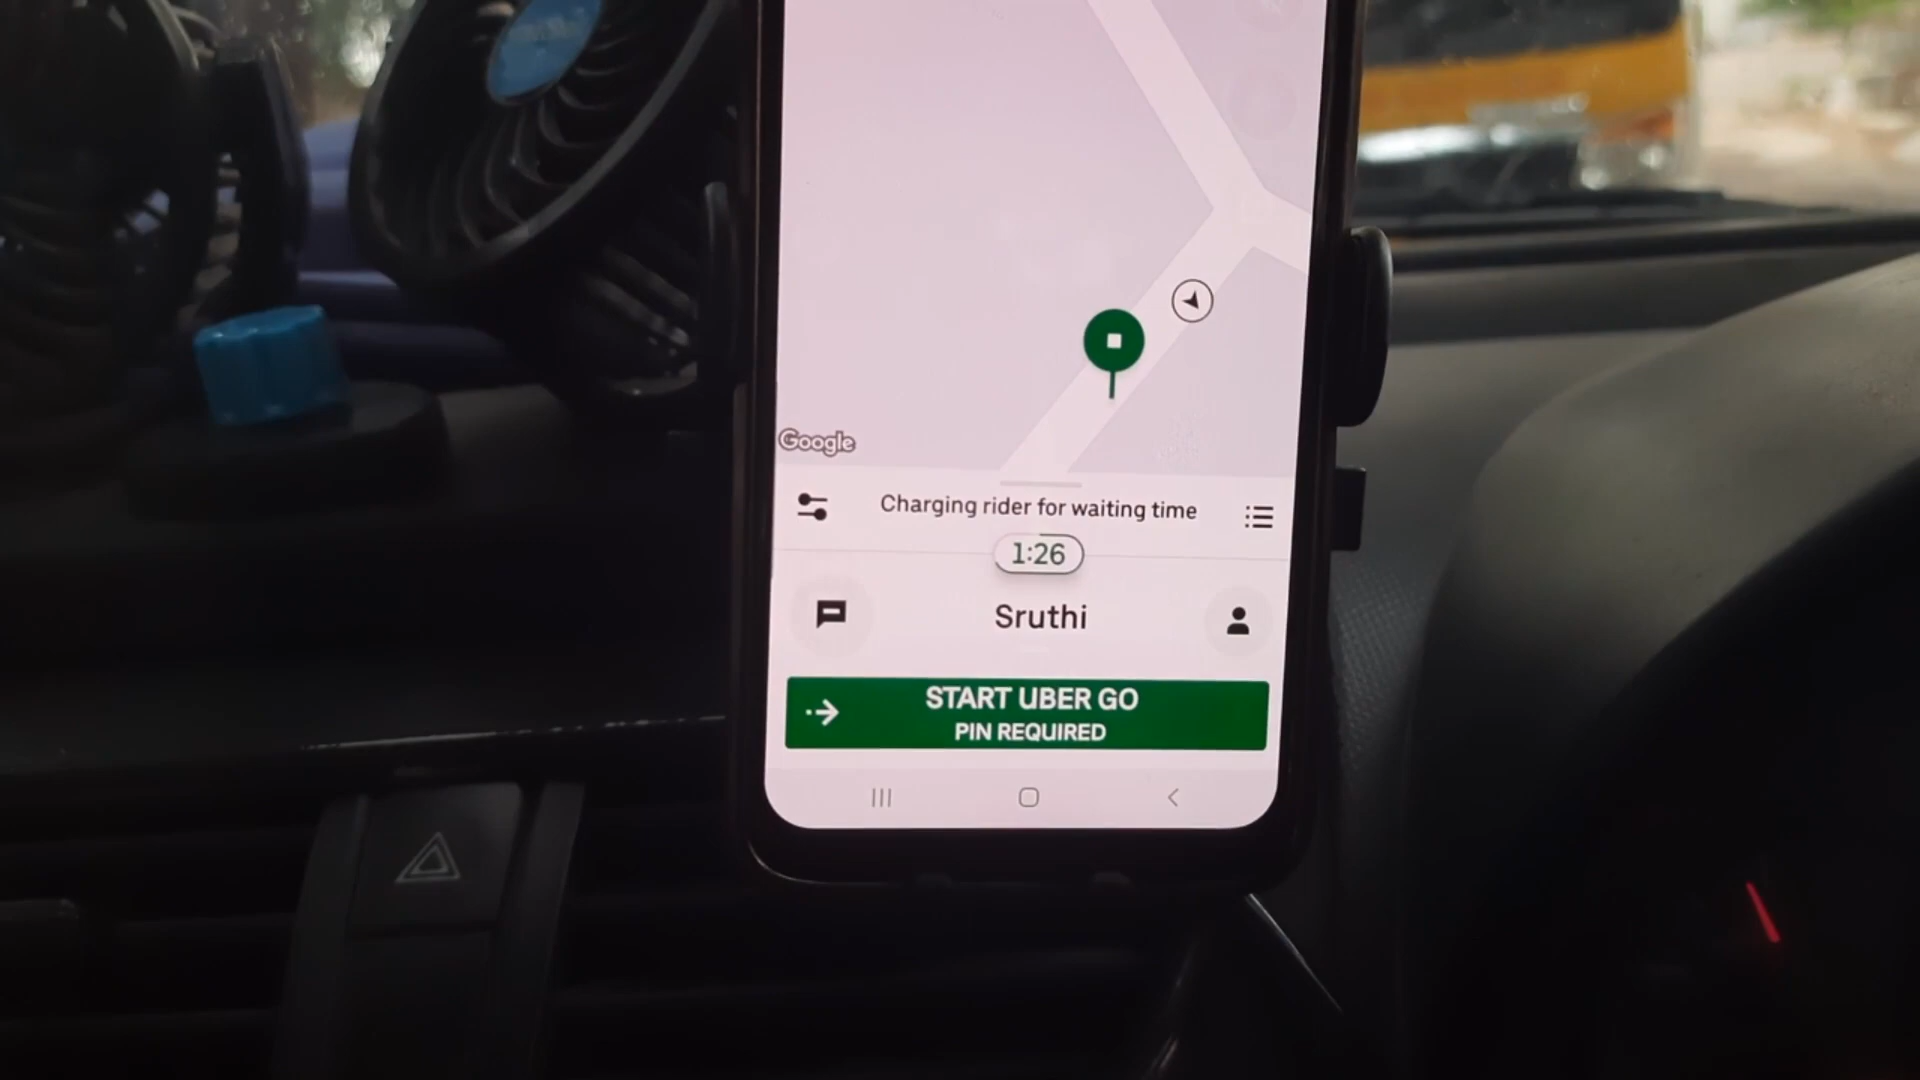 Google
Charging rider for waiting time
1:26
Sruthi
START UBER GO
PIN REQUIRED